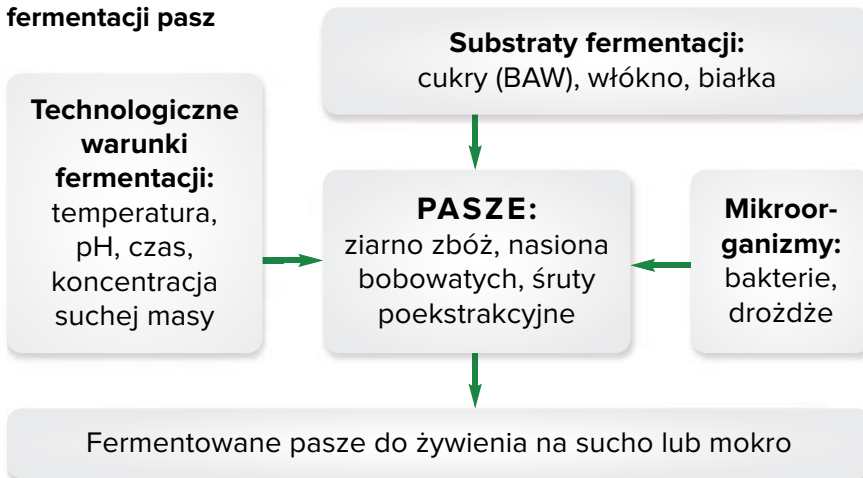 fermentacji pasz
Substraty fermentacji:
cukry (BAW), włókno, białka
Technologiczne
warunki
fermentacji:
temperatura,
pH, czas,
koncentracja
suchej masy
PASZE:
ziarno zbóż, nasiona
bobowatych, śruty
poekstrakcyjne
Mikroor-
ganizmy:
bakterie,
drożdże
Fermentowane pasze do żywienia na sucho lub mokro